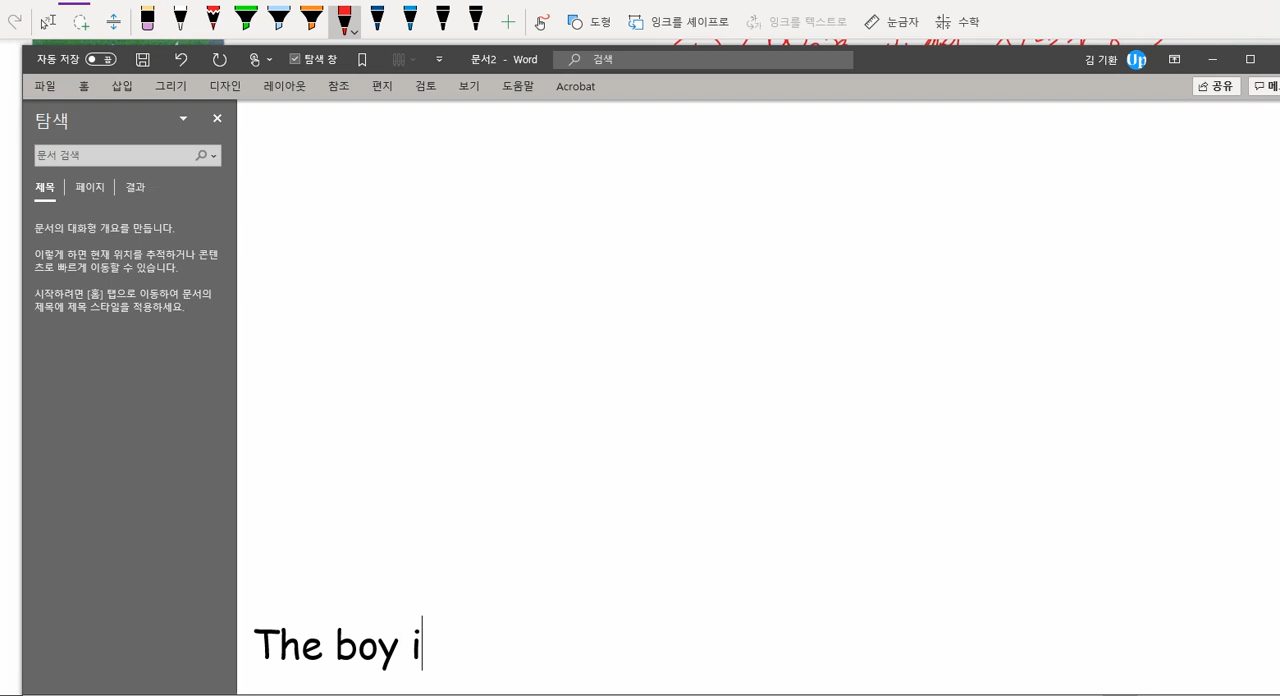 도형
잉크를 셰이프로
잉크를 텍스트로
눈금자
수학
자동 저장
끔
탐색 창
문서2 - Word
검색
김 기환
파일
홈
삽입
그리기
디자인
레이아웃
참조
편지
검토
보기
도움말
Acrobat
공유
탐색
문서 검색
제목
페이지
결과
문서의 대화형 개요를 만듭니다.
이렇게 하면 현재 위치를 추적하거나 콘텐
츠로 빠르게 이동할 수 있습니다.
시작하려면 [홈] 탭으로 이동하여 문서의
제목에 제목 스타일을 적용하세요.
The boy i